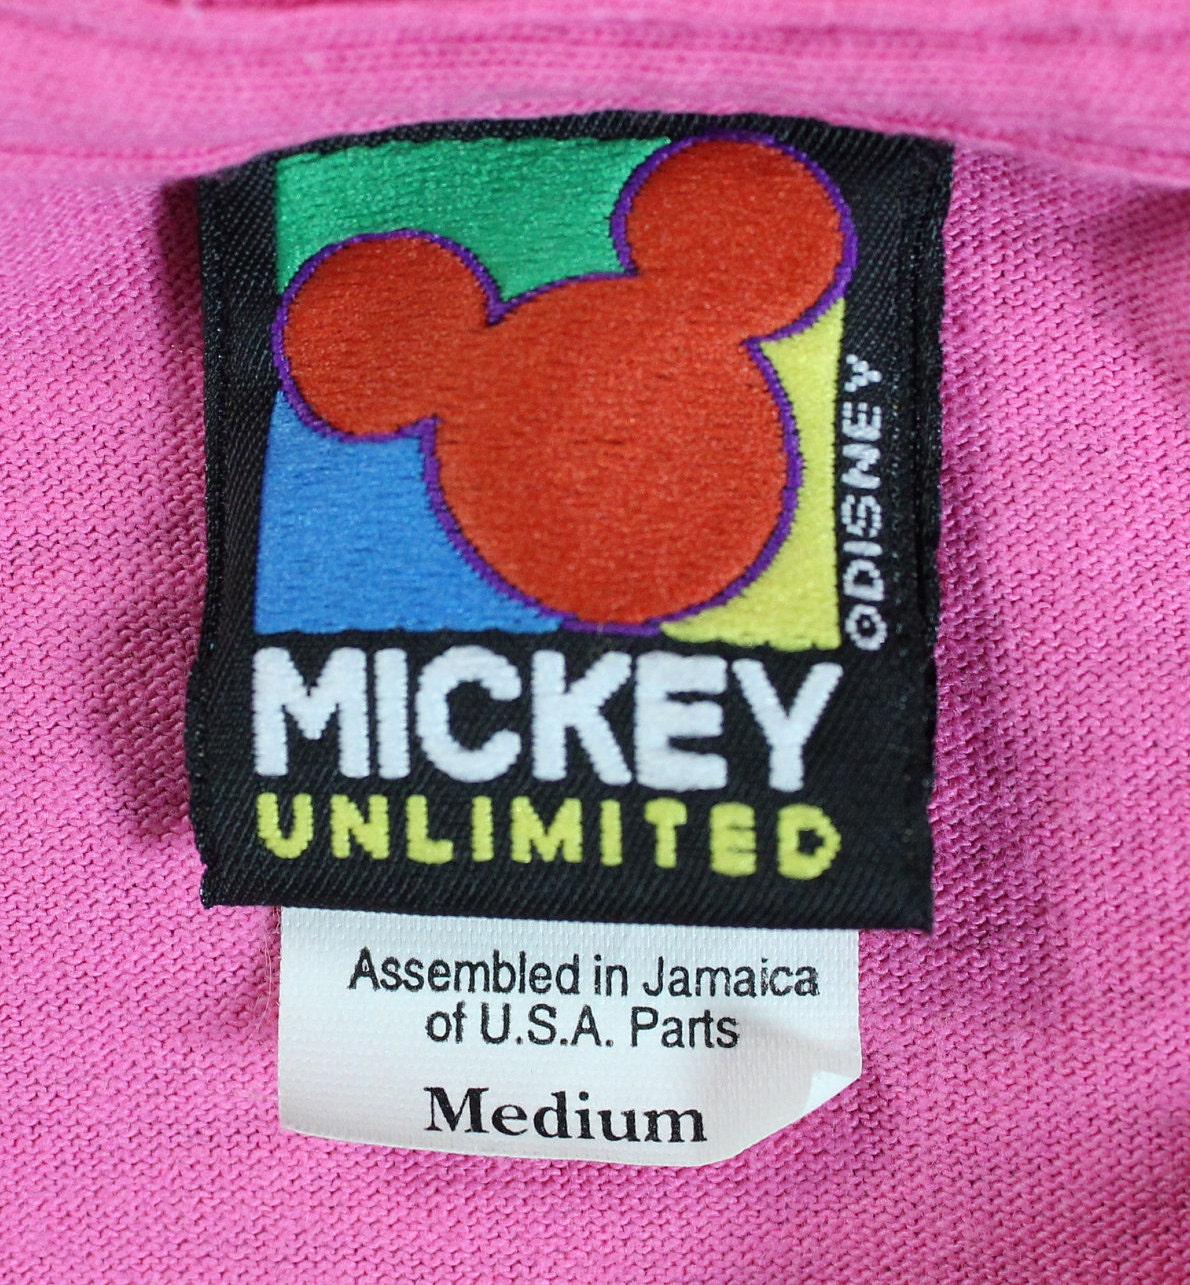 ©DISNEY
MICKEY
UNLIMITED
Assembled in Jamaica
of U.S.A. Parts
Medium